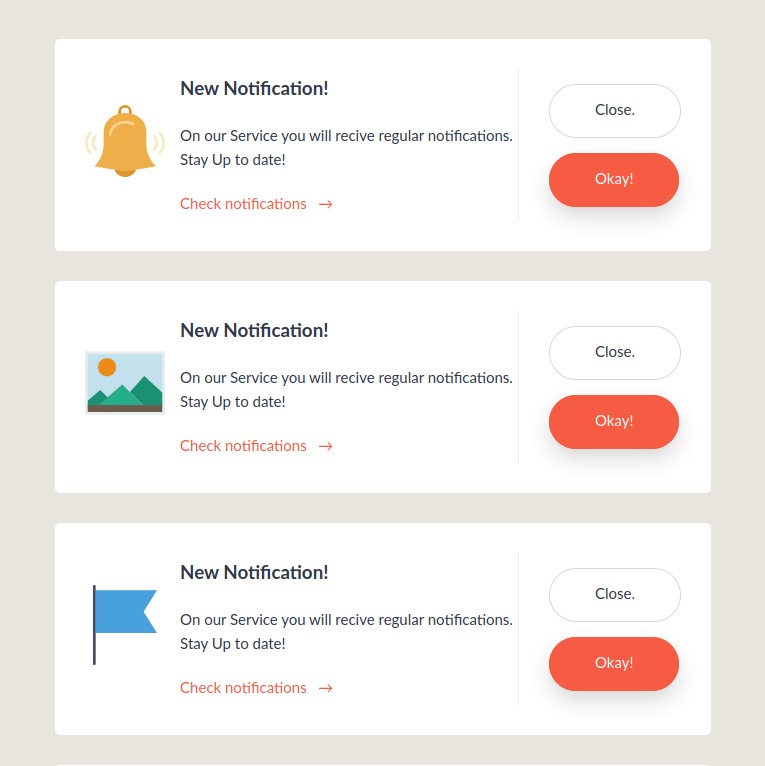 New Notification!
On our Service you will recive regular notifications.
Stay Up to date!
Check notifications →
Close.
Okay!
New Notification!
On our Service you will recive regular notifications.
Stay Up to date!
Check notifications →
Close.
Okay!
New Notification!
On our Service you will recive regular notifications.
Stay Up to date!
Check notifications →
Close.
Okay!